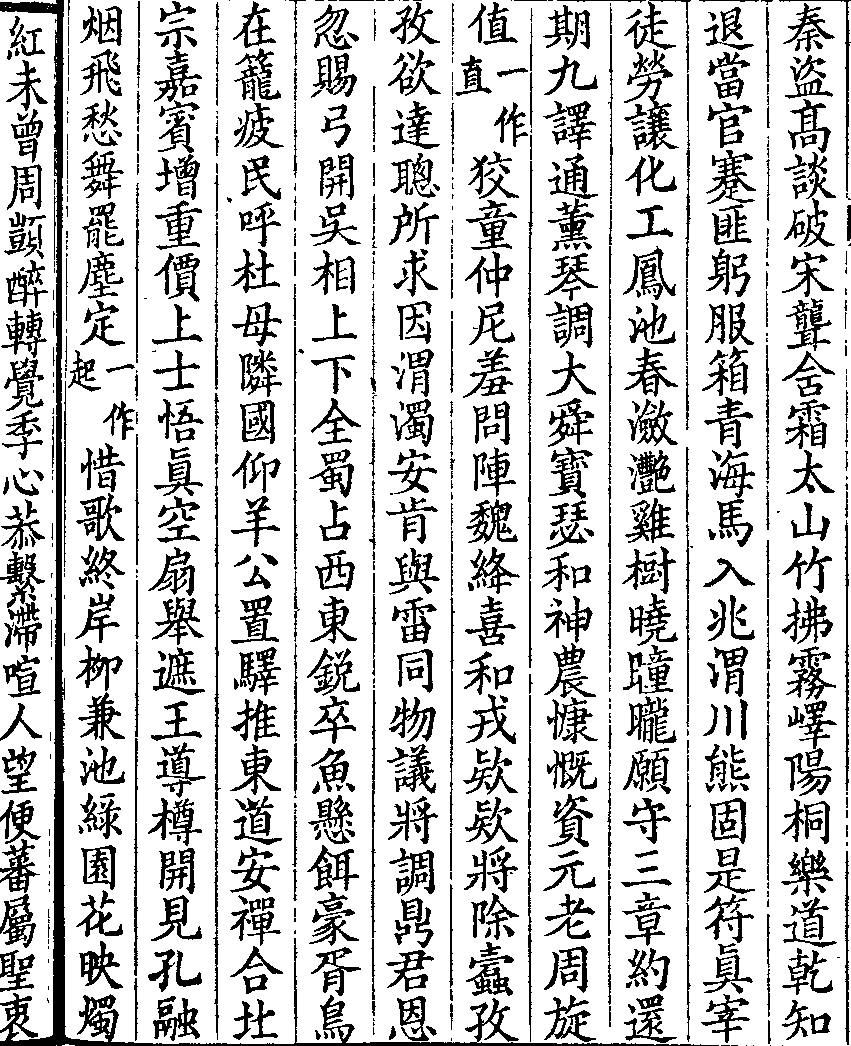 秦盜髙談破宋聾含霜太山竹拂霧嶧陽桐樂道乾知
退當官蹇匪躬服箱青海馬入兆渭川熊固是符眞宰
徒勞讓化工鳳池春瀲灧雞樹曉曈曨願守三章約還
期九譯通薰琴調大舜寳瑟和神農慷慨資元老周旋
值一作直狡童仲尼羞問陣魏絳喜和戎欵欵將除蠧孜
孜欲達聰所求因渭濁安肯與雷同物議將調鼎君恩
忽賜弓開吳相上下全蜀占西東銳卒魚懸餌豪胥鳥
在籠疲民呼杜母隣國仰羊公置驛推東道安禪合北
宗嘉賓增重價上士悟眞空扇舉遮王導樽開見孔融
烟飛愁舞罷塵定一作起惜歌終岸柳兼池綠園花映燭
紅未曾周顗醉轉覺季心恭繫滯喧人望便蕃屬聖衷